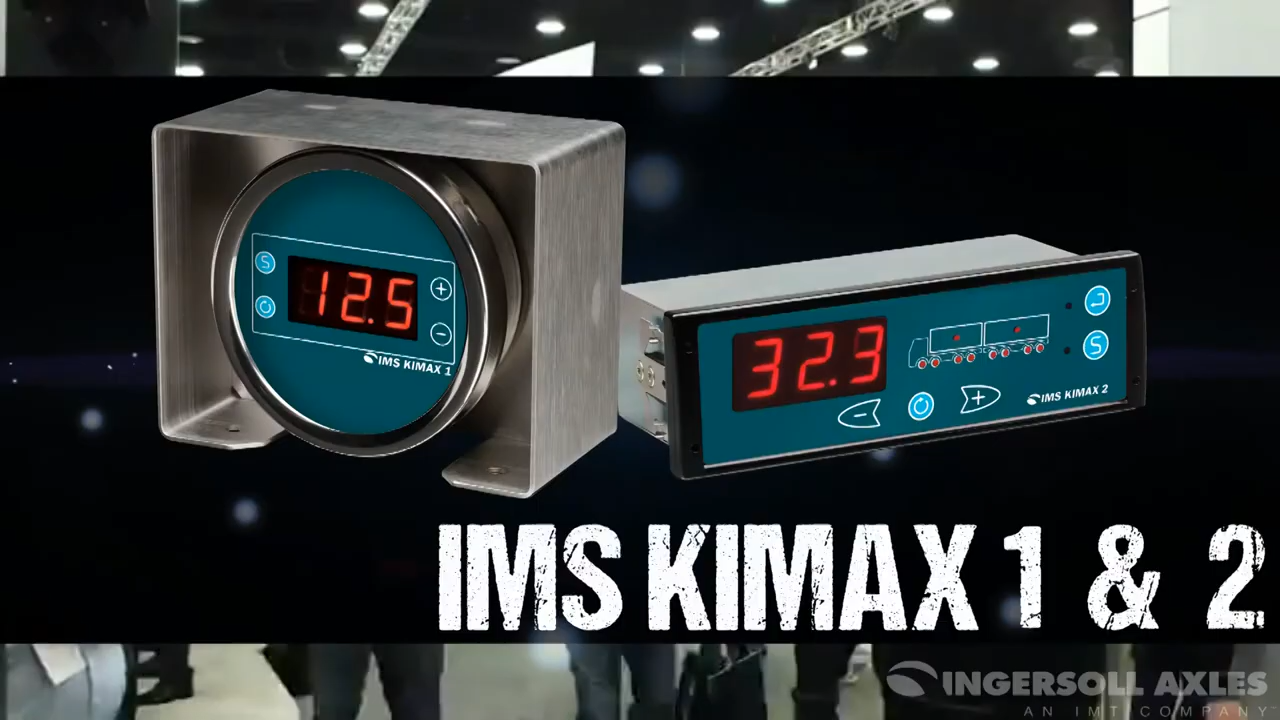 S
12.5
IMS KIMAX 1
32.3
S
IMS KIMAX 2
IMS KIMAX 1 & 2
INGERSOLL AXLES
AN IMT COMPANY